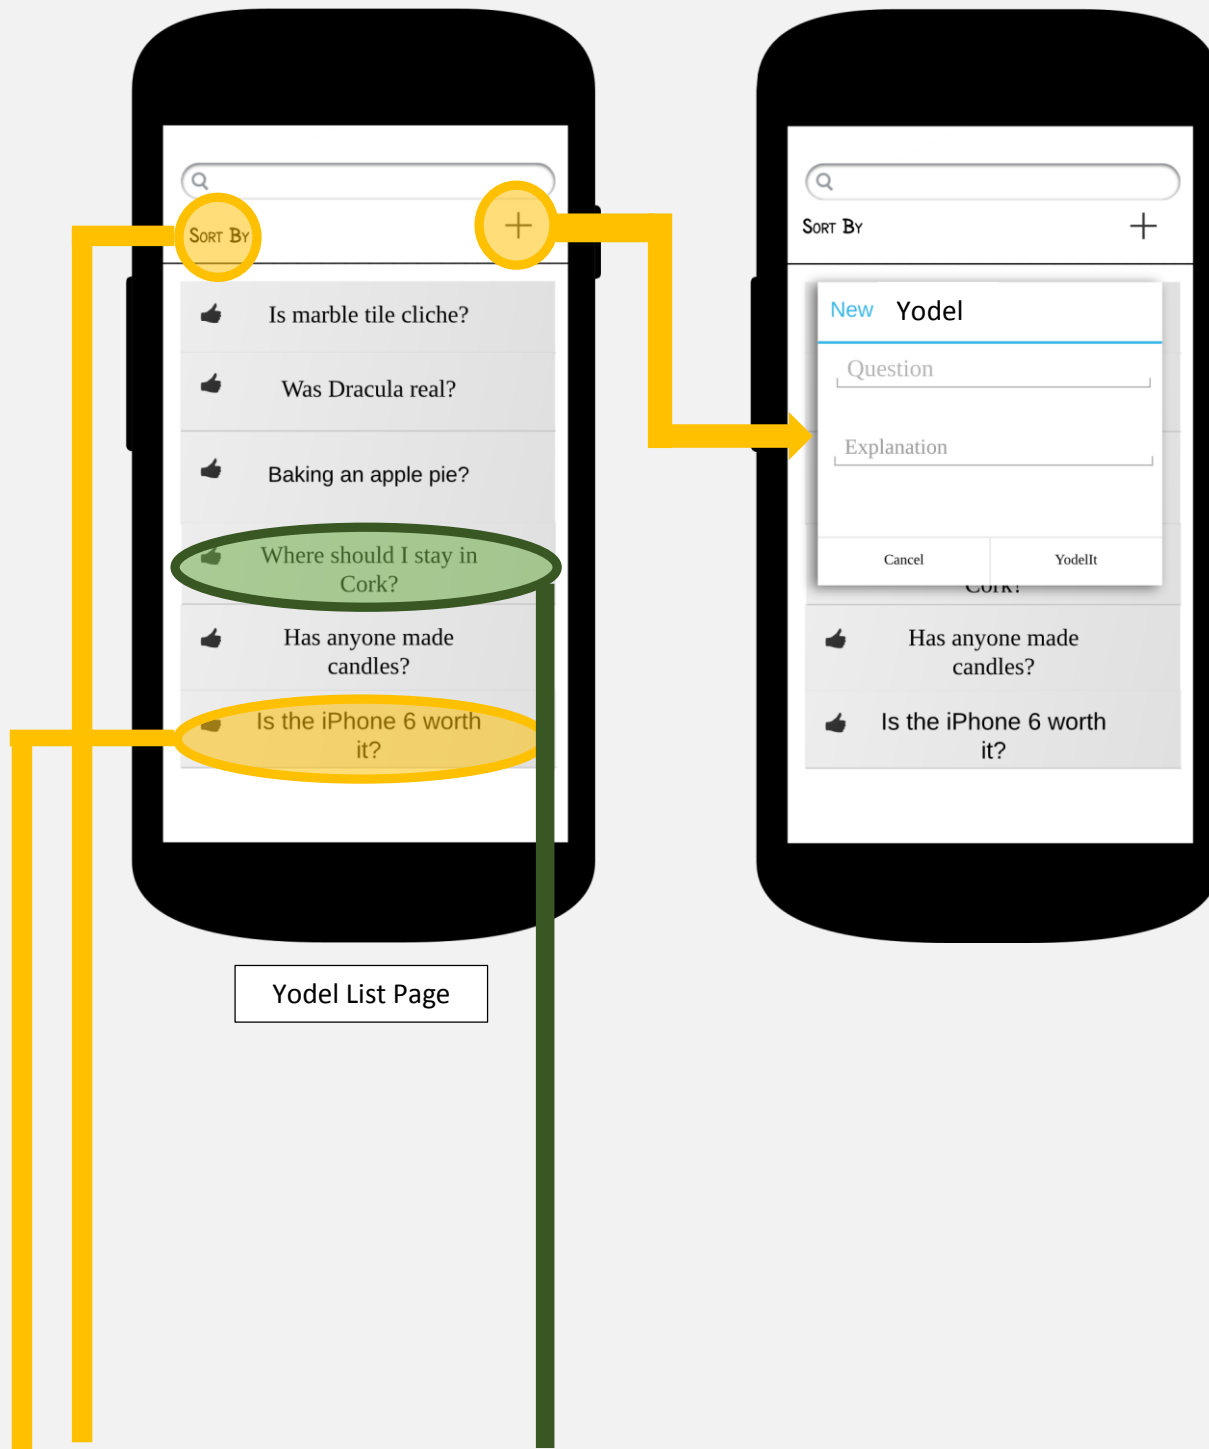 Sort By
Is marble tile cliche?
Was Dracula real?
Baking an apple pie?
Where should I stay in
Cork?
Has anyone made
candles?
Is the iPhone 6 worth
it?
Yodel List Page
Sort By
New Yodel
Question
Explanation
Cancel YodelIt
Cork?
Has anyone made
candles?
Is the iPhone 6 worth
it?